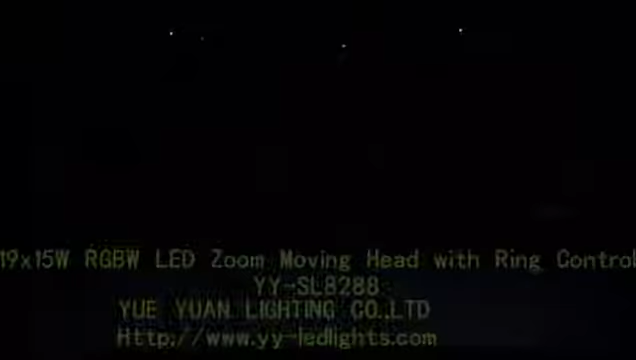 19x15W RGBW LED Zoom Moving Head with Ring Control
YY-SL8288
YUE YUAN LIGHTING CO.,LTD
Http://www.yy-ledlights.com